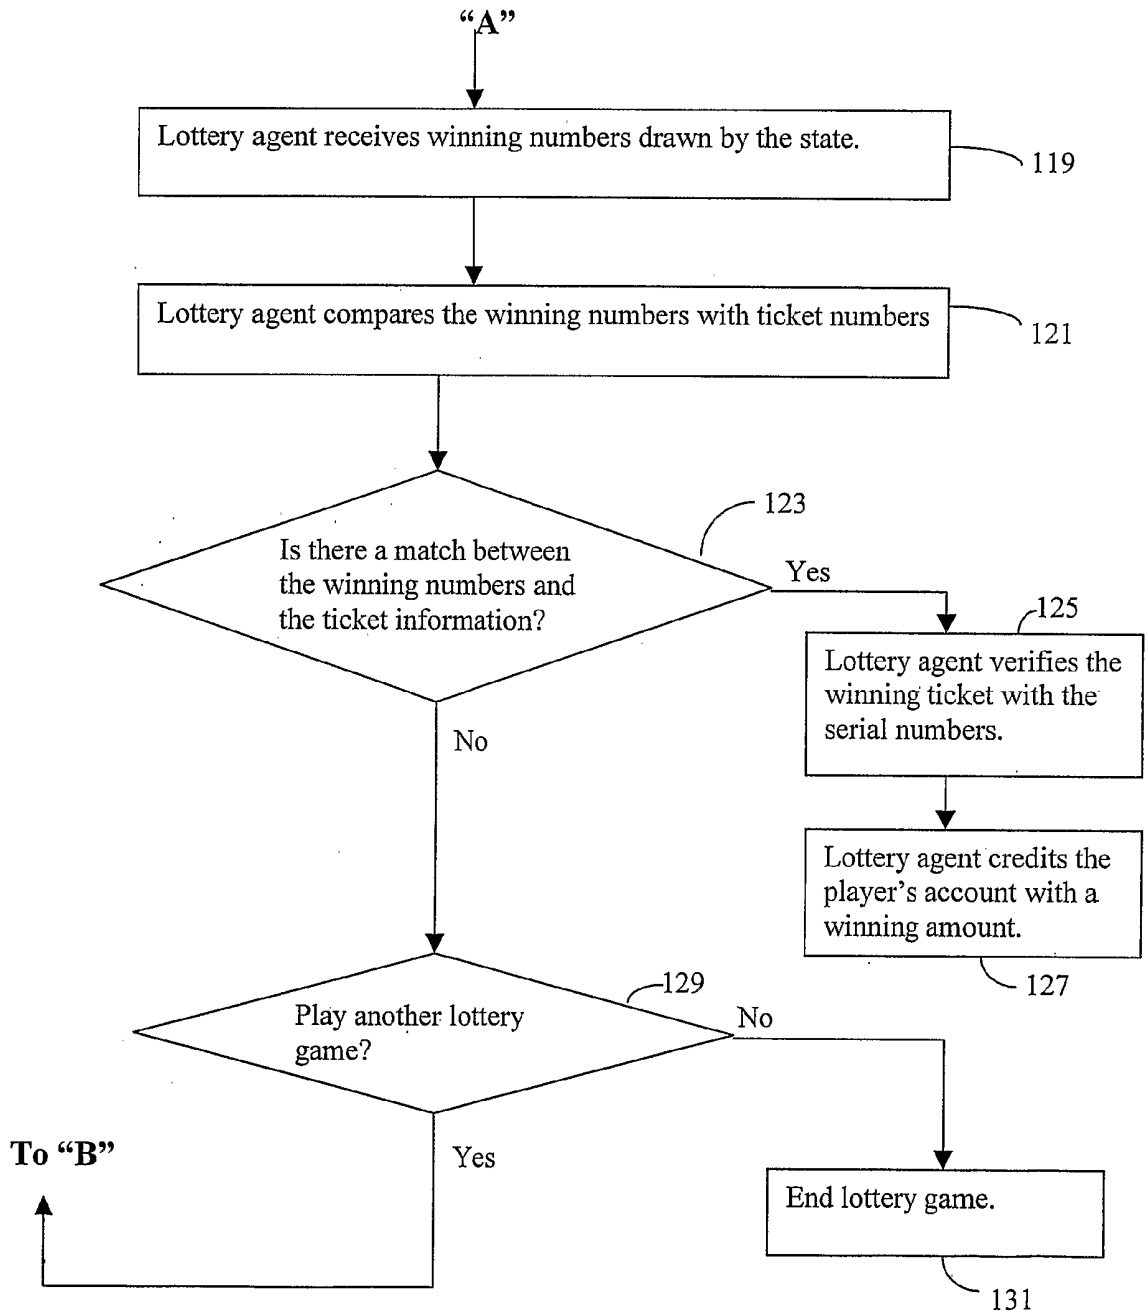 “A”
Lottery agent receives winning numbers drawn by the state.
119
Lottery agent compares the winning numbers with ticket numbers
121
123
Is there a match between
the winning numbers and
the ticket information?
Yes
125
Lottery agent verifies the
winning ticket with the
serial numbers.
No
Lottery agent credits the
player’s account with a
winning amount.
127
129
Play another lottery
game?
No
To “B”
Yes
End lottery game.
131